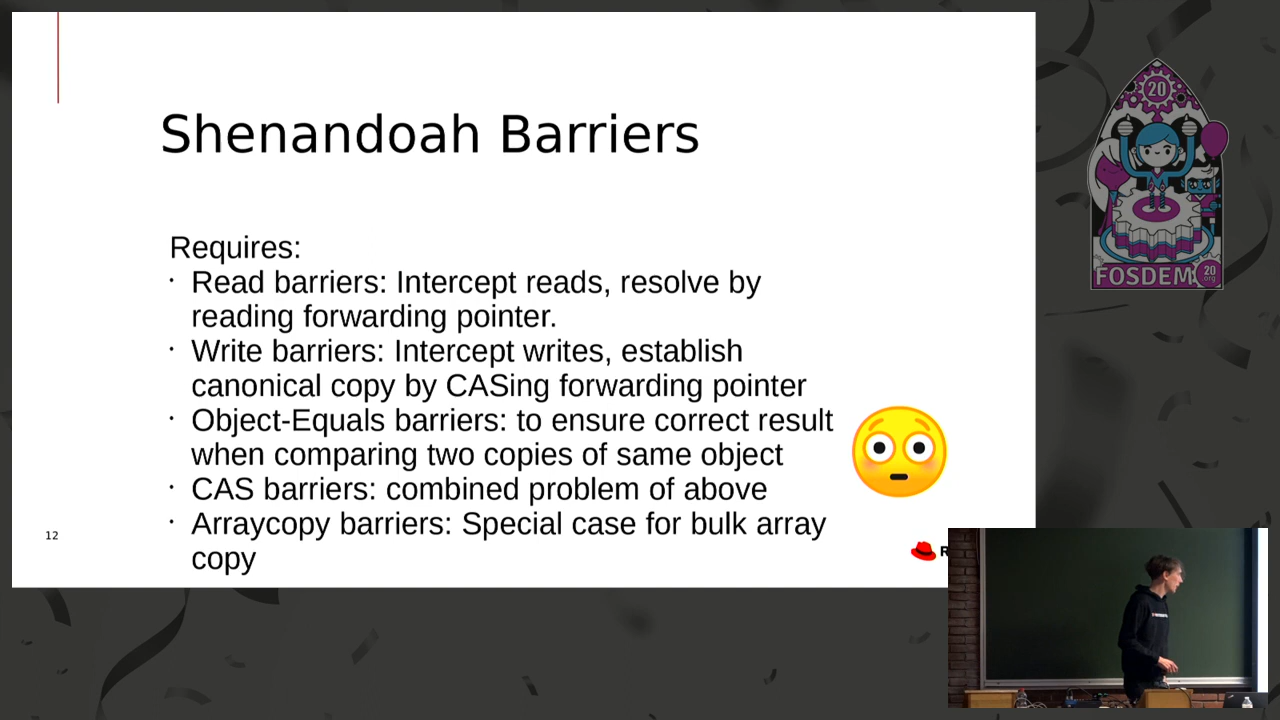 Shenandoah Barriers
Requires:
· Read barriers: Intercept reads, resolve by
reading forwarding pointer.
· Write barriers: Intercept writes, establish
canonical copy by CASing forwarding pointer
· Object-Equals barriers: to ensure correct result
when comparing two copies of same object
· CAS barriers: combined problem of above
· Arraycopy barriers: Special case for bulk array
copy
12
R
20
FOSDEM
20
org